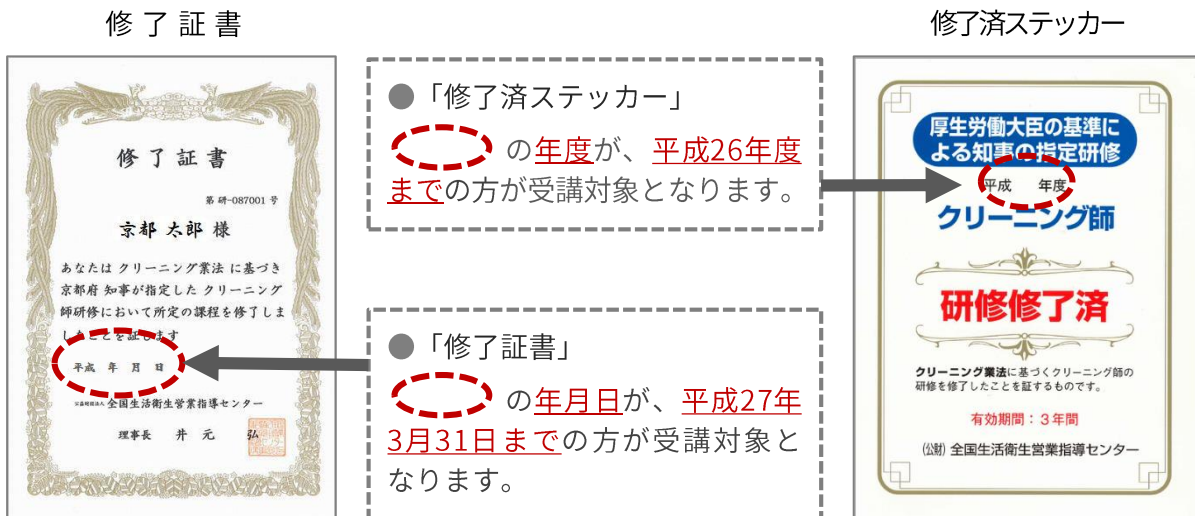 修了証書
修了証書
第 研-087001 号
京都 太郎 様
あなたは クリーニング業法 に基づき
京都府 知事が指定した クリーニング
師研修において所定の課程を修了しま
したことを証します
平成 年 月 日
公益財団法人 全国生活衛生営業指導センター
理事長 井 元 弘
●「修了済ステッカー」
の年度が、平成26年度
までの方が受講対象となります。
●「修了証書」
の年月日が、平成27年
3月31日までの方が受講対象と
なります。
修了済ステッカー
厚生労働大臣の基準に
よる知事の指定研修
平成 年度
クリーニング師
研修修了済
クリーニング業法に基づくクリーニング師の
研修を修了したことを証するものです。
有効期間：3年間
(公財) 全国生活衛生営業指導センター